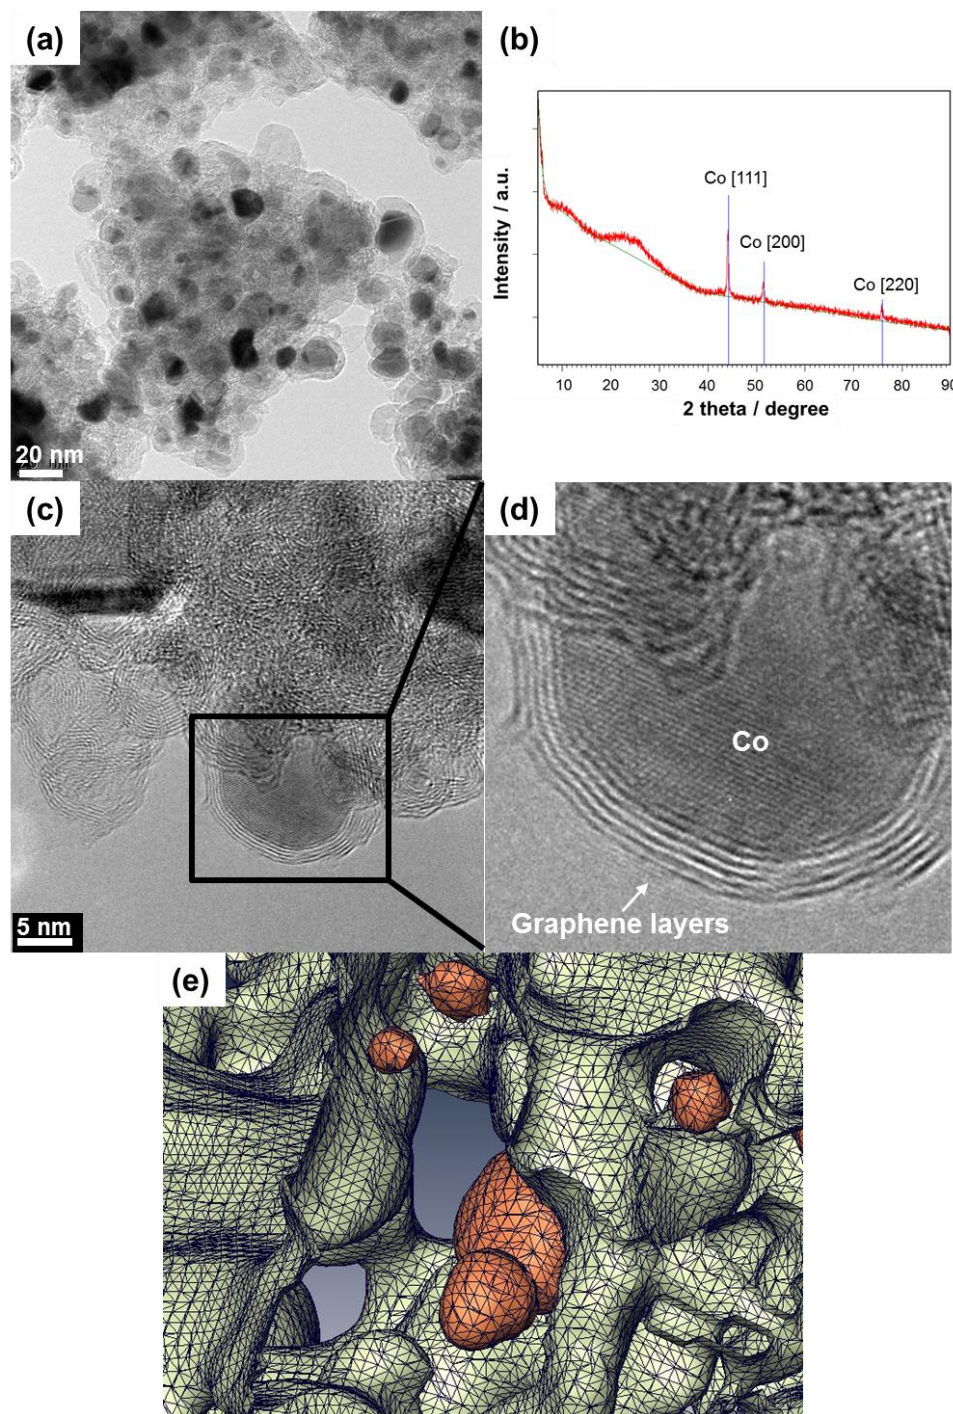 (a)
(b)
20 nm
Intensity / a.u.
Co [111]
Co [200]
Co [220]
10 20 30 40 50 60 70 80 90
2 theta / degree
(c)
(d)
5 nm
Co
Graphene layers
(e)